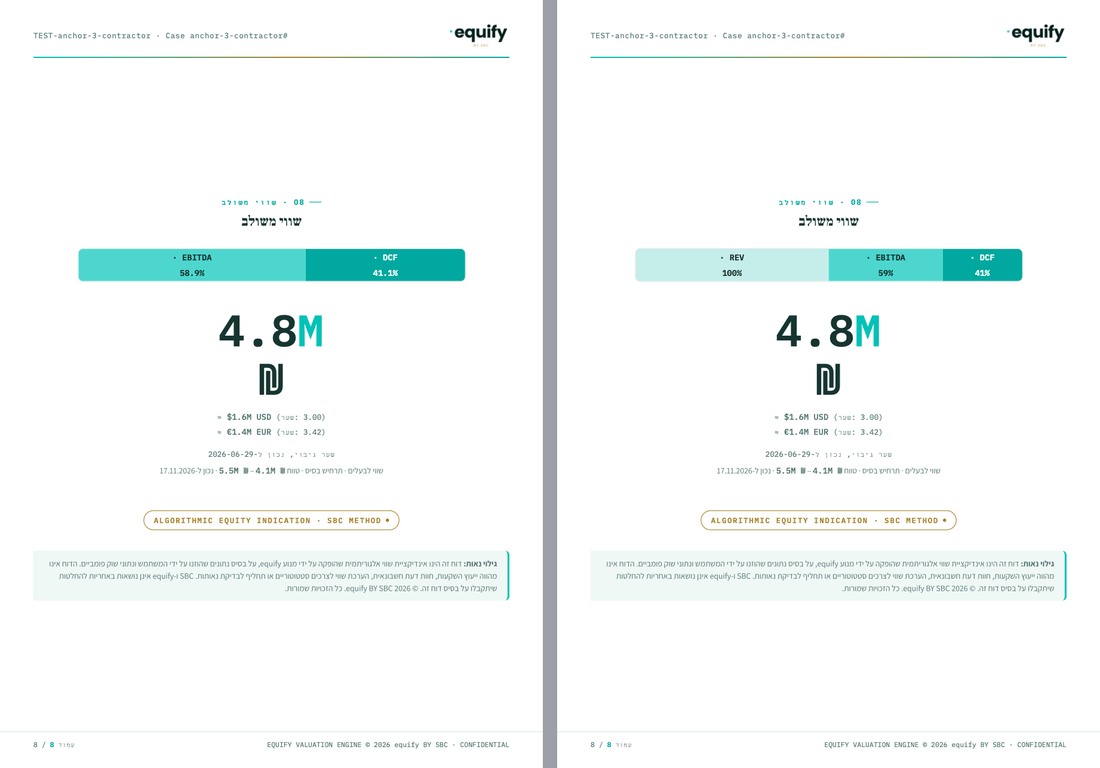 TEST-anchor-3-contractor · Case anchor-3-contractor#
equify
BY SBC
08 · שווי משולב
שווי משולב
· EBITDA
· DCF
58.9%
41.1%
4.8M
₪
≈ $1.6M USD (שער: 3.00)
≈ €1.4M EUR (שער: 3.42)
שער גיבוי, נכון ל-2026-06-29
שווי לבעלים · תרחיש בסיס · טווח ₪ 4.1M – ₪ 5.5M · נכון ל-17.11.2026
ALGORITHMIC EQUITY INDICATION · SBC METHOD
גילוי נאות: דוח זה הינו אינדיקציית שווי אלגוריתמית שהופקה על ידי מנוע equify, על בסיס נתונים שהוזנו על ידי המשתמש ונתוני שוק פומביים. הדוח אינו
מהווה ייעוץ השקעות, חוות דעת חשבונאית, הערכת שווי לצרכים סטטוטוריים או תחליף לבדיקת נאותות. SBC ו-equify אינן נושאות באחריות להחלטות
שיתקבלו על בסיס דוח זה. © 2026 equify BY SBC. כל הזכויות שמורות.
עמוד 8 / 8
EQUIFY VALUATION ENGINE © 2026 equify BY SBC · CONFIDENTIAL
TEST-anchor-3-contractor · Case anchor-3-contractor#
equify
BY SBC
08 · שווי משולב
שווי משולב
· REV
· EBITDA
· DCF
100%
59%
41%
4.8M
₪
≈ $1.6M USD (שער: 3.00)
≈ €1.4M EUR (שער: 3.42)
שער גיבוי, נכון ל-2026-06-29
שווי לבעלים · תרחיש בסיס · טווח ₪ 4.1M – ₪ 5.5M · נכון ל-17.11.2026
ALGORITHMIC EQUITY INDICATION · SBC METHOD
גילוי נאות: דוח זה הינו אינדיקציית שווי אלגוריתמית שהופקה על ידי מנוע equify, על בסיס נתונים שהוזנו על ידי המשתמש ונתוני שוק פומביים. הדוח אינו
מהווה ייעוץ השקעות, חוות דעת חשבונאית, הערכת שווי לצרכים סטטוטוריים או תחליף לבדיקת נאותות. SBC ו-equify אינן נושאות באחריות להחלטות
שיתקבלו על בסיס דוח זה. © 2026 equify BY SBC. כל הזכויות שמורות.
עמוד 8 / 8
EQUIFY VALUATION ENGINE © 2026 equify BY SBC · CONFIDENTIAL